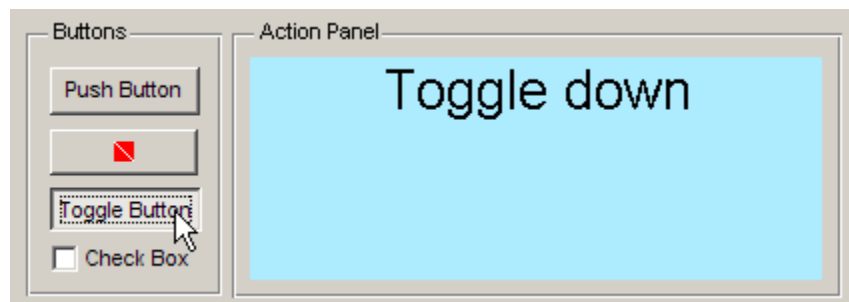 Buttons
Action Panel
Push Button
Toggle Button
Check Box
Toggle down